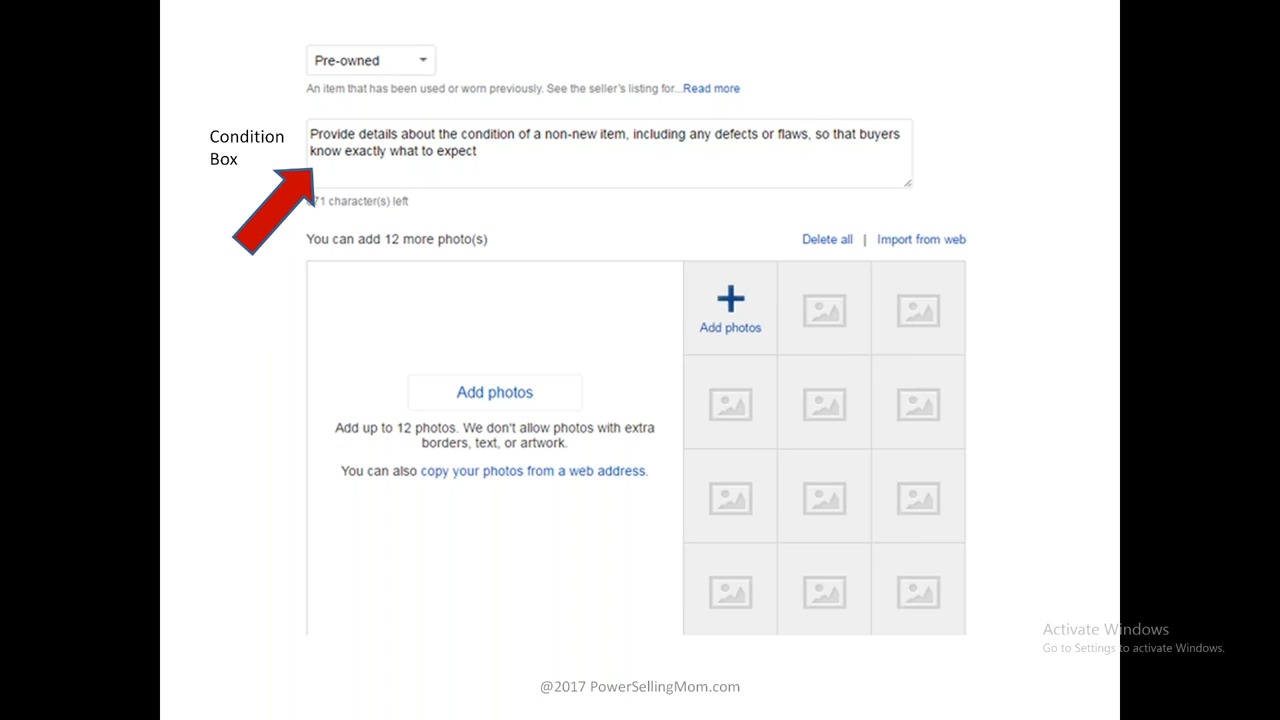 Pre-owned
An item that has been used or worn previously. See the seller's listing for...Read more
Condition
Box
Provide details about the condition of a non-new item, including any defects or flaws, so that buyers
know exactly what to expect
71 character(s) left
You can add 12 more photo(s)
Delete all | Import from web
Add photos
Add photos
Add up to 12 photos. We don't allow photos with extra
borders, text, or artwork.
You can also copy your photos from a web address.
Activate Windows
Go to Settings to activate Windows.
@2017 PowerSellingMom.com